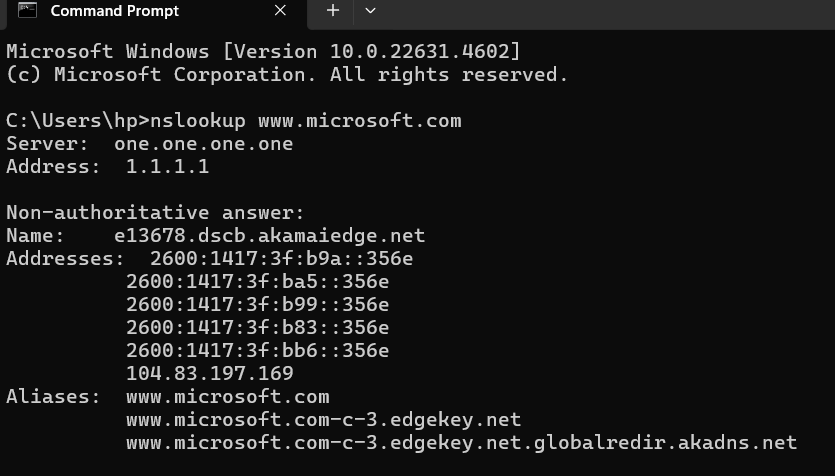 Command Prompt
Microsoft Windows [Version 10.0.22631.4602]
(c) Microsoft Corporation. All rights reserved.
C:\Users\hp>nslookup www.microsoft.com
Server:  one.one.one.one
Address:  1.1.1.1
Non-authoritative answer:
Name:    e13678.dscb.akamaiedge.net
Addresses:  2600:1417:3f:b9a::356e
2600:1417:3f:ba5::356e
2600:1417:3f:b99::356e
2600:1417:3f:b83::356e
2600:1417:3f:bb6::356e
104.83.197.169
Aliases:  www.microsoft.com
www.microsoft.com-c-3.edgekey.net
www.microsoft.com-c-3.edgekey.net.globalredir.akadns.net